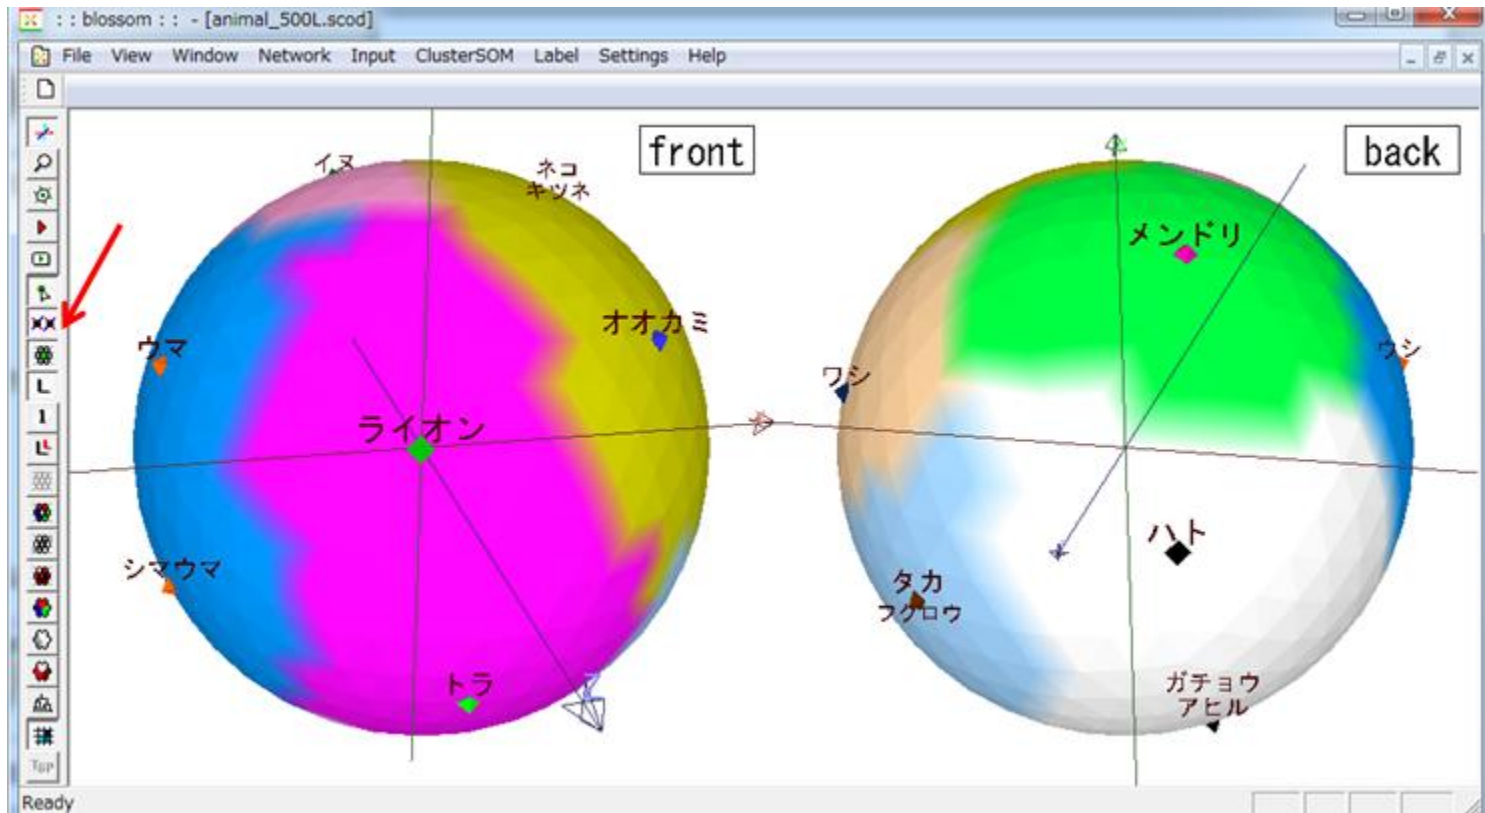 : : blossom : : - [animal_500L.scod]
File View Window Network Input ClusterSOM Label Settings Help
front
back
イヌ
ネコ
キツネ
オオカミ
ウマ
ライオン
シマウマ
トラ
メンドリ
ワシ
ウシ
ハト
タカ
フクロウ
ガチョウ
アヒル
L
1
LL
Top
Ready